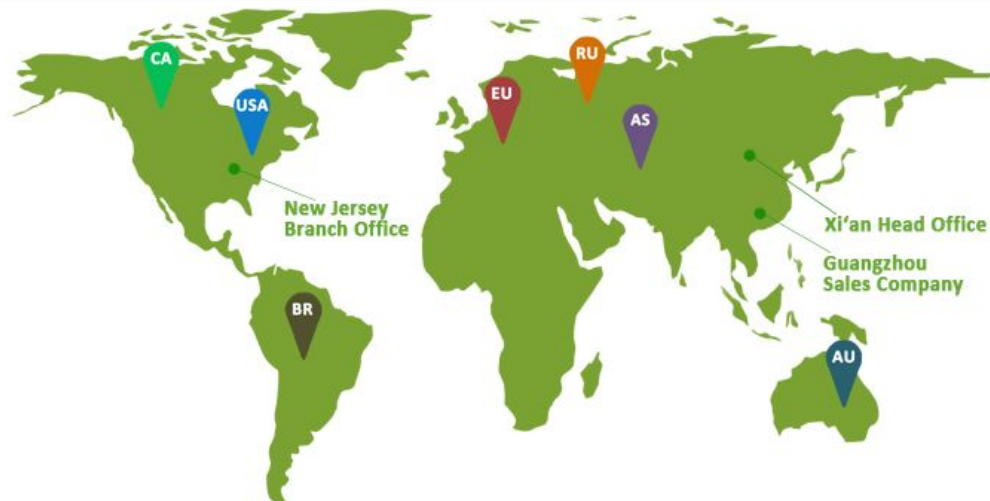 CA
RU
USA
EU
AS
New Jersey
Branch Office
Xi‘an Head Office
Guangzhou
Sales Company
BR
AU